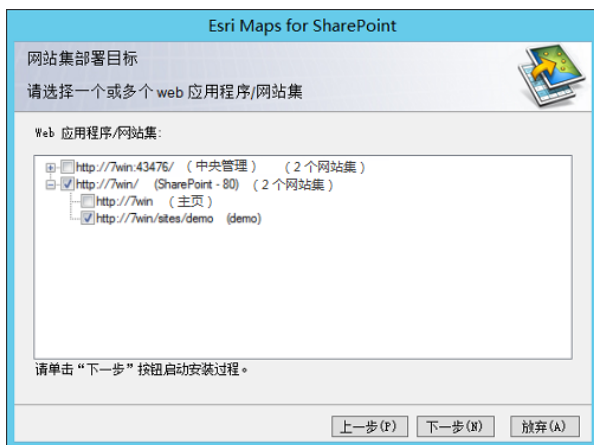 Esri Maps for SharePoint
网站集部署目标
请选择一个或多个 web 应用程序/网站集
Web 应用程序/网站集:
http://7win:43476/ （中央管理） （2 个网站集）
http://7win/ (SharePoint - 80) （2 个网站集）
http://7win （主页）
http://7win/sites/demo (demo)
请单击“下一步”按钮启动安装过程。
上一步(P) 下一步(N) 放弃(A)